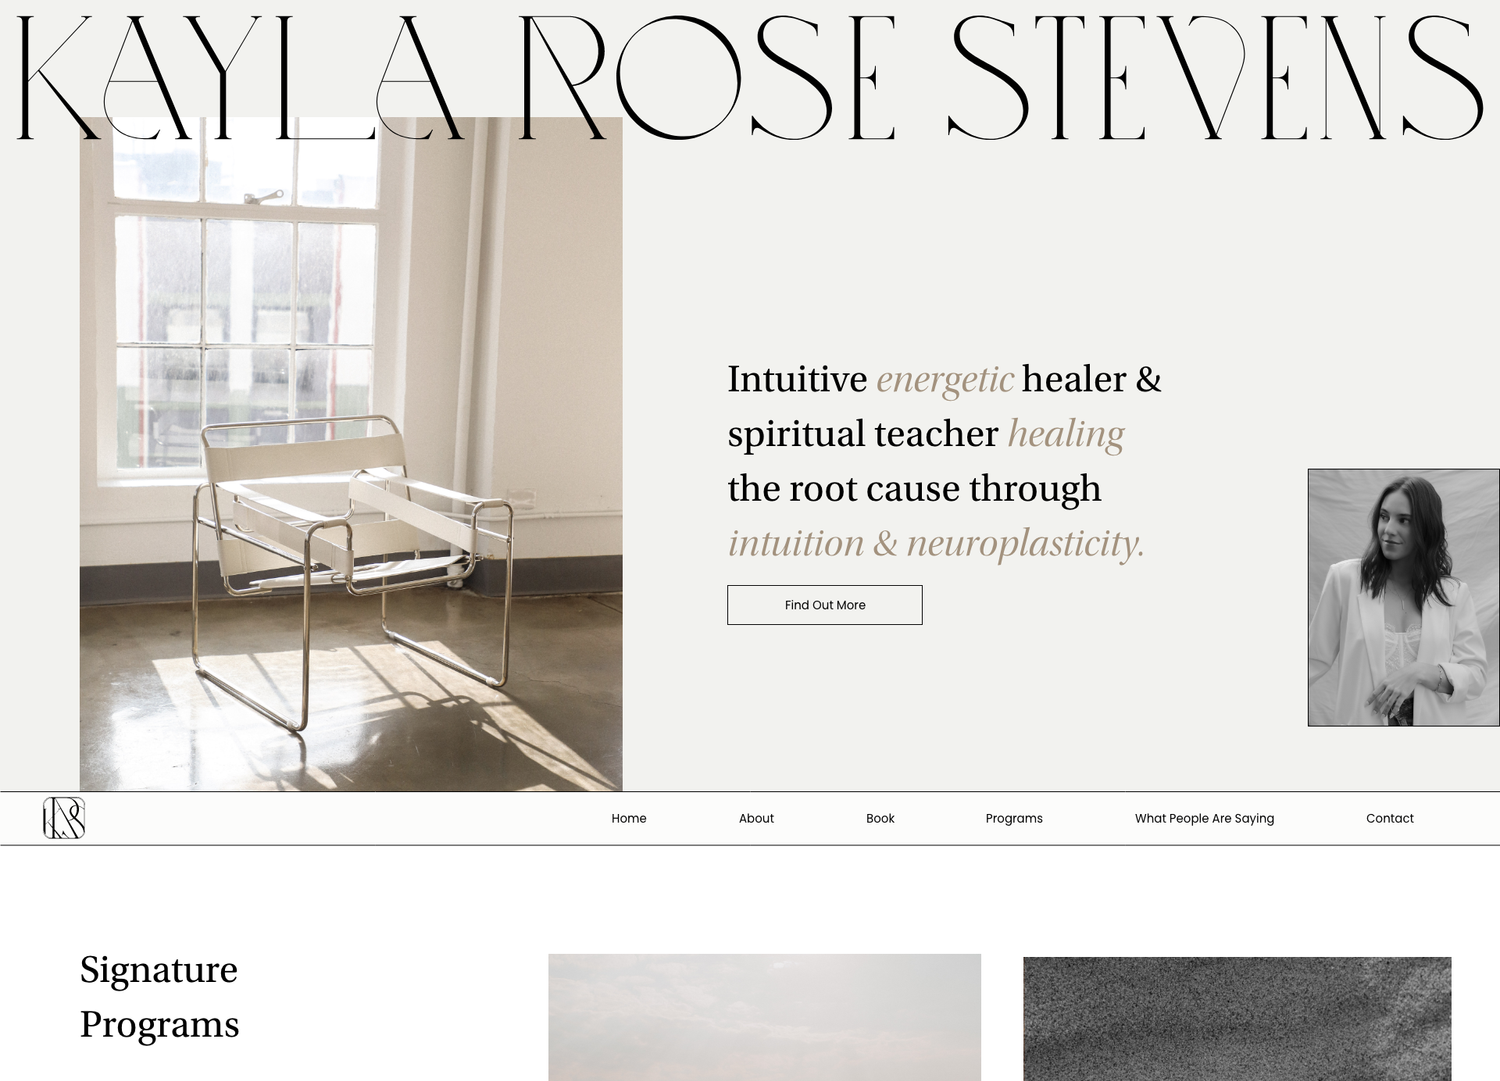 KAYLA ROSE STEVENS
Intuitive energetic healer &
spiritual teacher healing
the root cause through
intuition & neuroplasticity.
Find Out More
KRS
Home About Book Programs What People Are Saying Contact
Signature
Programs